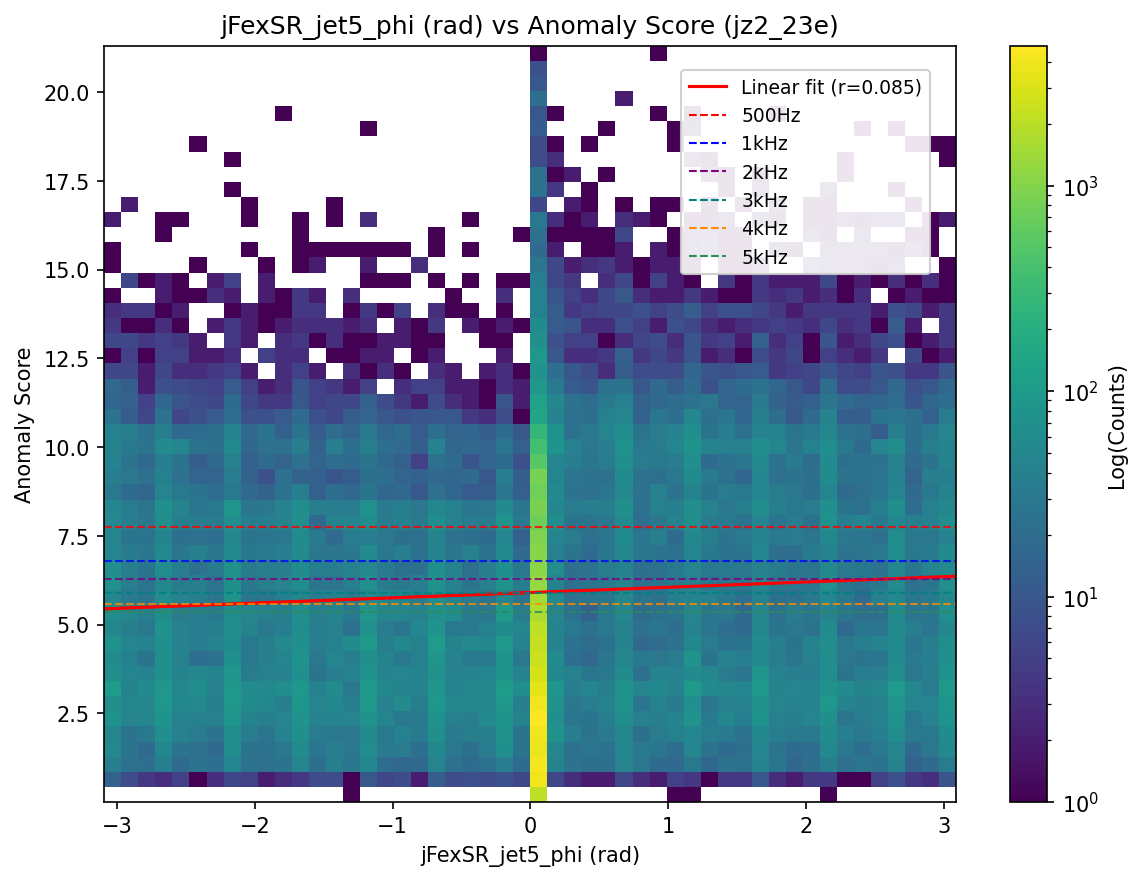 jFexSR_jet5_phi (rad) vs Anomaly Score (jz2_23e)
Linear fit (r=0.085)
500Hz
1kHz
2kHz
3kHz
4kHz
5kHz
20.0
17.5
15.0
12.5
10.0
7.5
5.0
2.5
Anomaly Score
−3
−2
−1
0
1
2
3
jFexSR_jet5_phi (rad)
10³
10²
10¹
10⁰
Log(Counts)